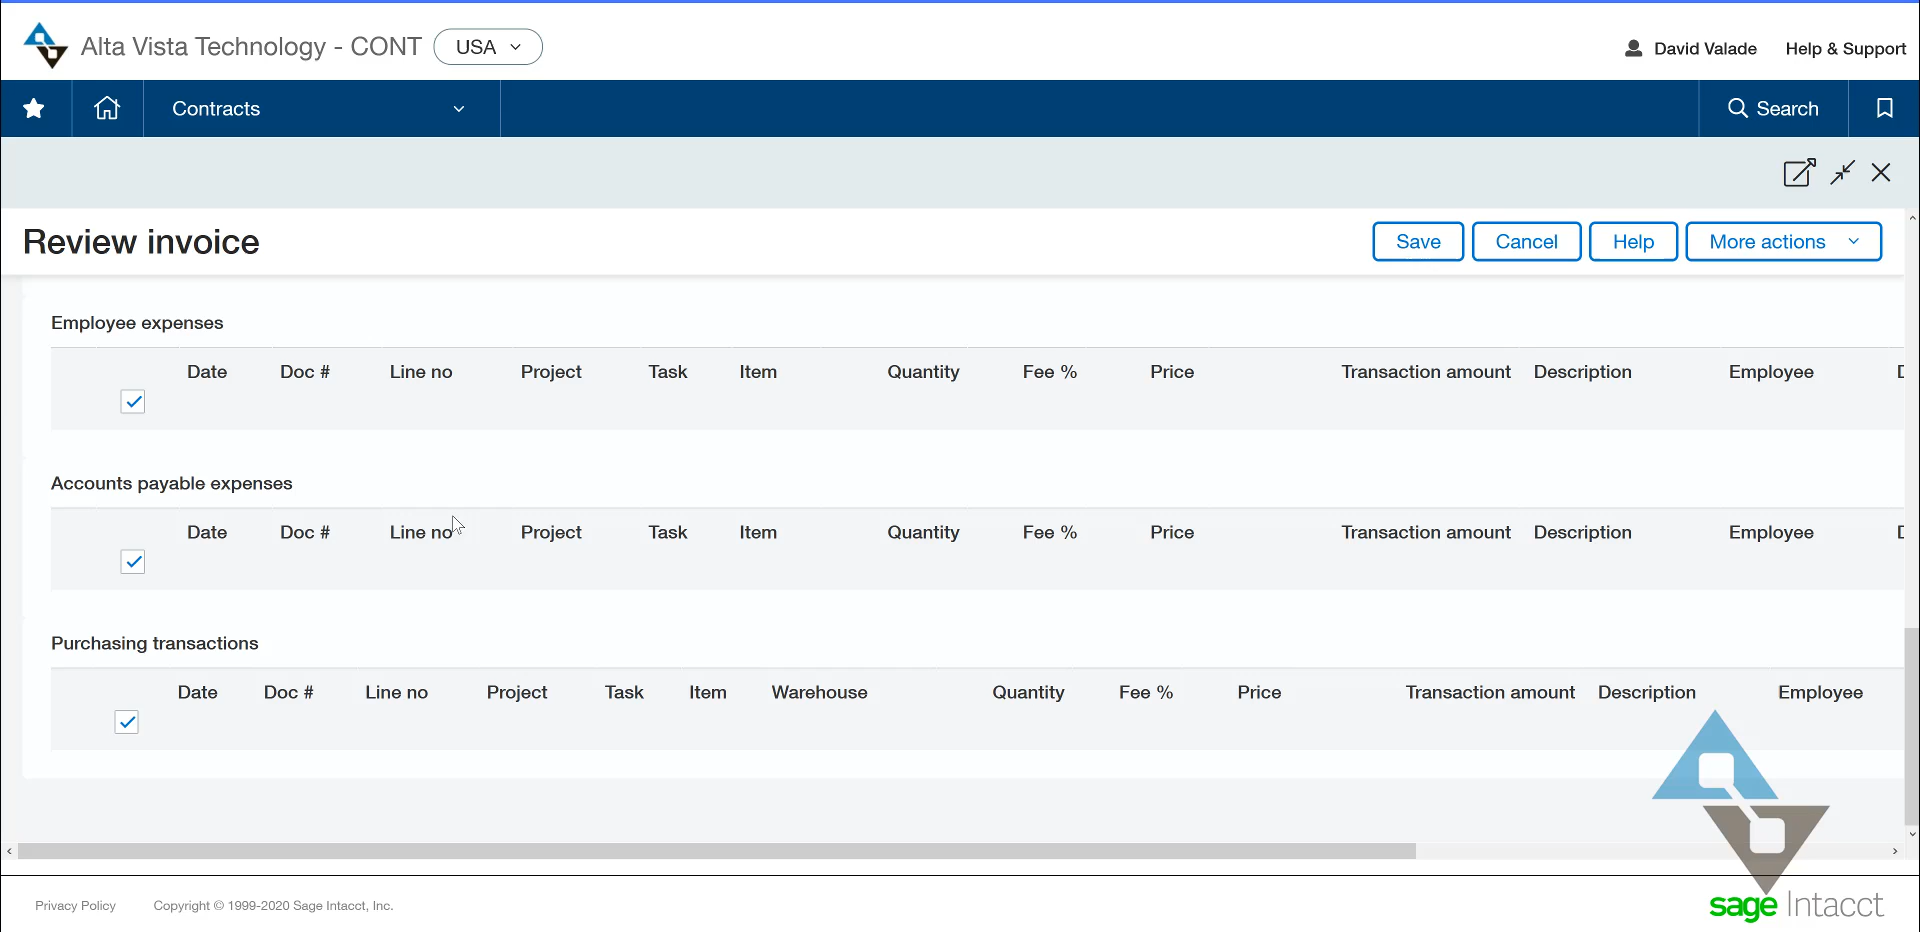 Alta Vista Technology - CONT USA
David Valade Help & Support
Contracts Search
Review invoice Save Cancel Help More actions
Employee expenses
Date Doc # Line no Project Task Item Quantity Fee % Price Transaction amount Description Employee
Accounts payable expenses
Date Doc # Line no Project Task Item Quantity Fee % Price Transaction amount Description Employee
Purchasing transactions
Date Doc # Line no Project Task Item Warehouse Quantity Fee % Price Transaction amount Description Employee
Privacy Policy Copyright © 1999-2020 Sage Intacct, Inc.
sage Intacct